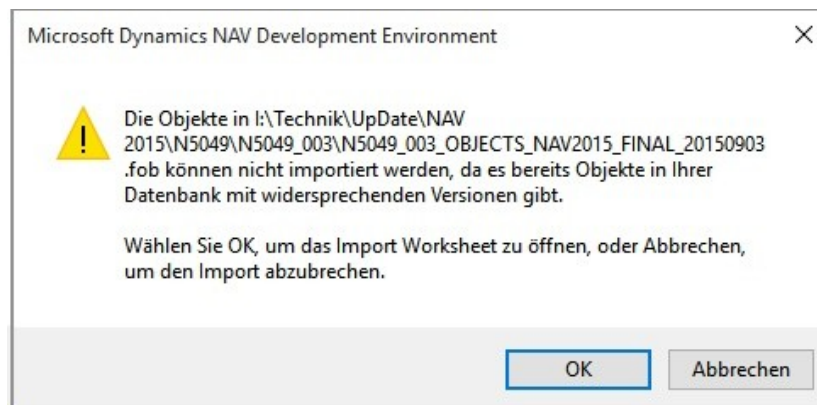 Microsoft Dynamics NAV Development Environment
Die Objekte in I:\Technik\UpDate\NAV
2015\N5049\N5049_003\N5049_003_OBJECTS_NAV2015_FINAL_20150903
.fob können nicht importiert werden, da es bereits Objekte in Ihrer
Datenbank mit widersprechenden Versionen gibt.
Wählen Sie OK, um das Import Worksheet zu öffnen, oder Abbrechen,
um den Import abzubrechen.
OK
Abbrechen